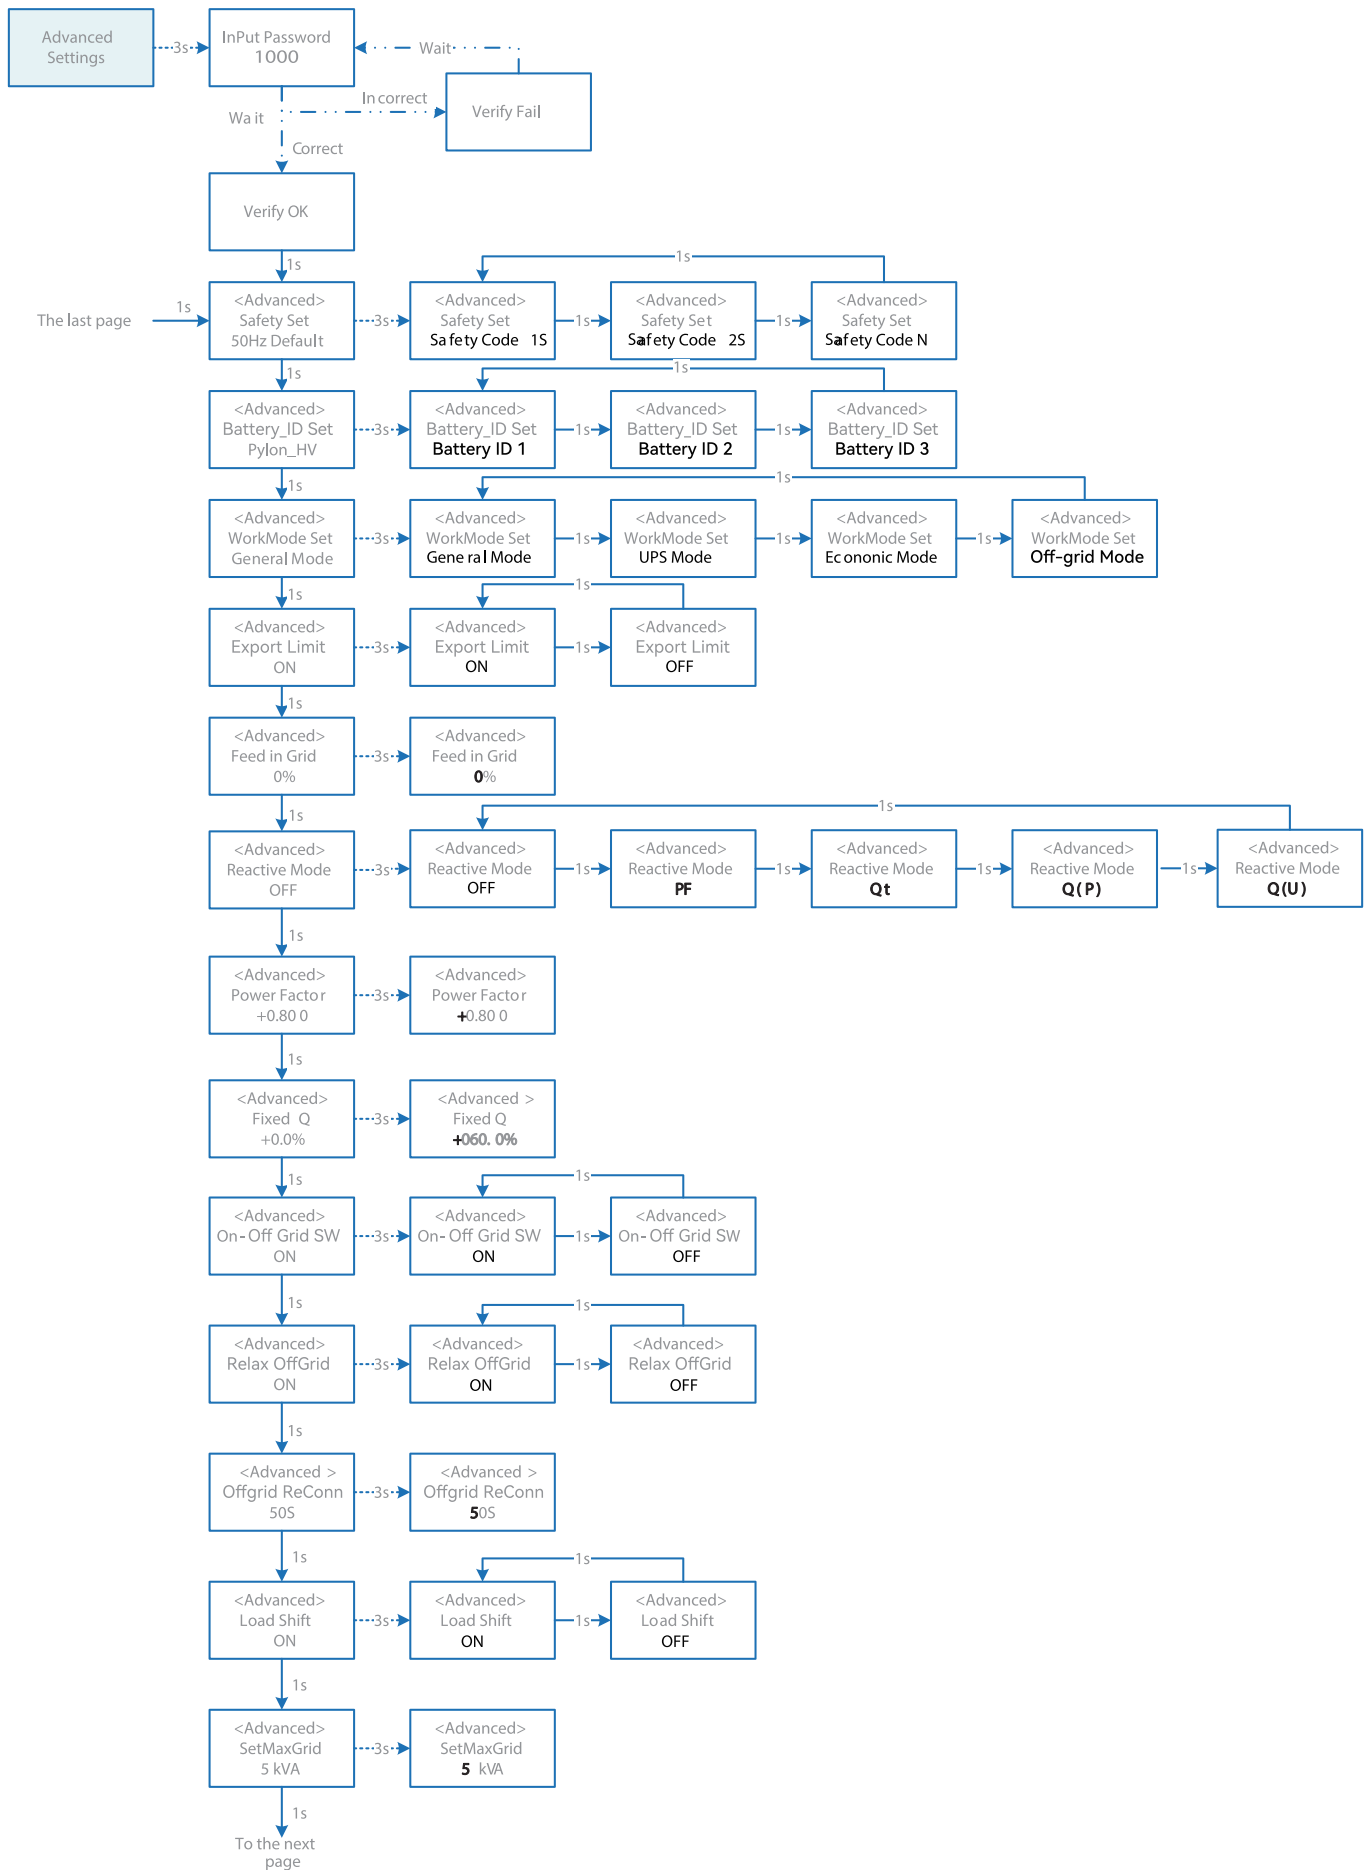 Advanced
Settings
3s
InPut Password
1000
Wait
In correct
Wa it
Verify Fail
Correct
Verify OK
1s
1s
The last page
1s
<Advanced>
Safety Set
50Hz Default
3s
<Advanced>
Safety Set
Safety Code 1S
1s
<Advanced>
Safety Set
Safety Code 2S
1s
<Advanced>
Safety Set
Safety Code N
1s
1s
<Advanced>
Battery_ID Set
Pylon_HV
3s
<Advanced>
Battery_ID Set
Battery ID 1
1s
<Advanced>
Battery_ID Set
Battery ID 2
1s
<Advanced>
Battery_ID Set
Battery ID 3
1s
1s
<Advanced>
WorkMode Set
General Mode
3s
<Advanced>
WorkMode Set
Gene ral Mode
1s
<Advanced>
WorkMode Set
UPS Mode
1s
<Advanced>
WorkMode Set
Ec ononic Mode
1s
<Advanced>
WorkMode Set
Off-grid Mode
1s
1s
<Advanced>
Export Limit
ON
3s
<Advanced>
Export Limit
ON
1s
<Advanced>
Export Limit
OFF
1s
<Advanced>
Feed in Grid
0%
3s
<Advanced>
Feed in Grid
0%
1s
1s
<Advanced>
Reactive Mode
OFF
3s
<Advanced>
Reactive Mode
OFF
1s
<Advanced>
Reactive Mode
PF
1s
<Advanced>
Reactive Mode
Qt
1s
<Advanced>
Reactive Mode
Q( P)
1s
<Advanced>
Reactive Mode
Q(U)
1s
<Advanced>
Power Factor
+0.80 0
3s
<Advanced>
Power Factor
+0.80 0
1s
<Advanced>
Fixed Q
+0.0%
3s
<Advanced >
Fixed Q
+060. 0%
1s
1s
<Advanced>
On-Off Grid SW
ON
3s
<Advanced>
On-Off Grid SW
ON
1s
<Advanced>
On-Off Grid SW
OFF
1s
1s
<Advanced>
Relax OffGrid
ON
3s
<Advanced>
Relax OffGrid
ON
1s
<Advanced>
Relax OffGrid
OFF
1s
<Advanced >
Offgrid ReConn
50S
3s
<Advanced >
Offgrid ReConn
50S
1s
1s
<Advanced>
Load Shift
ON
3s
<Advanced>
Load Shift
ON
1s
<Advanced>
Load Shift
OFF
1s
<Advanced>
SetMaxGrid
5 kVA
3s
<Advanced>
SetMaxGrid
5 kVA
1s
To the next
page